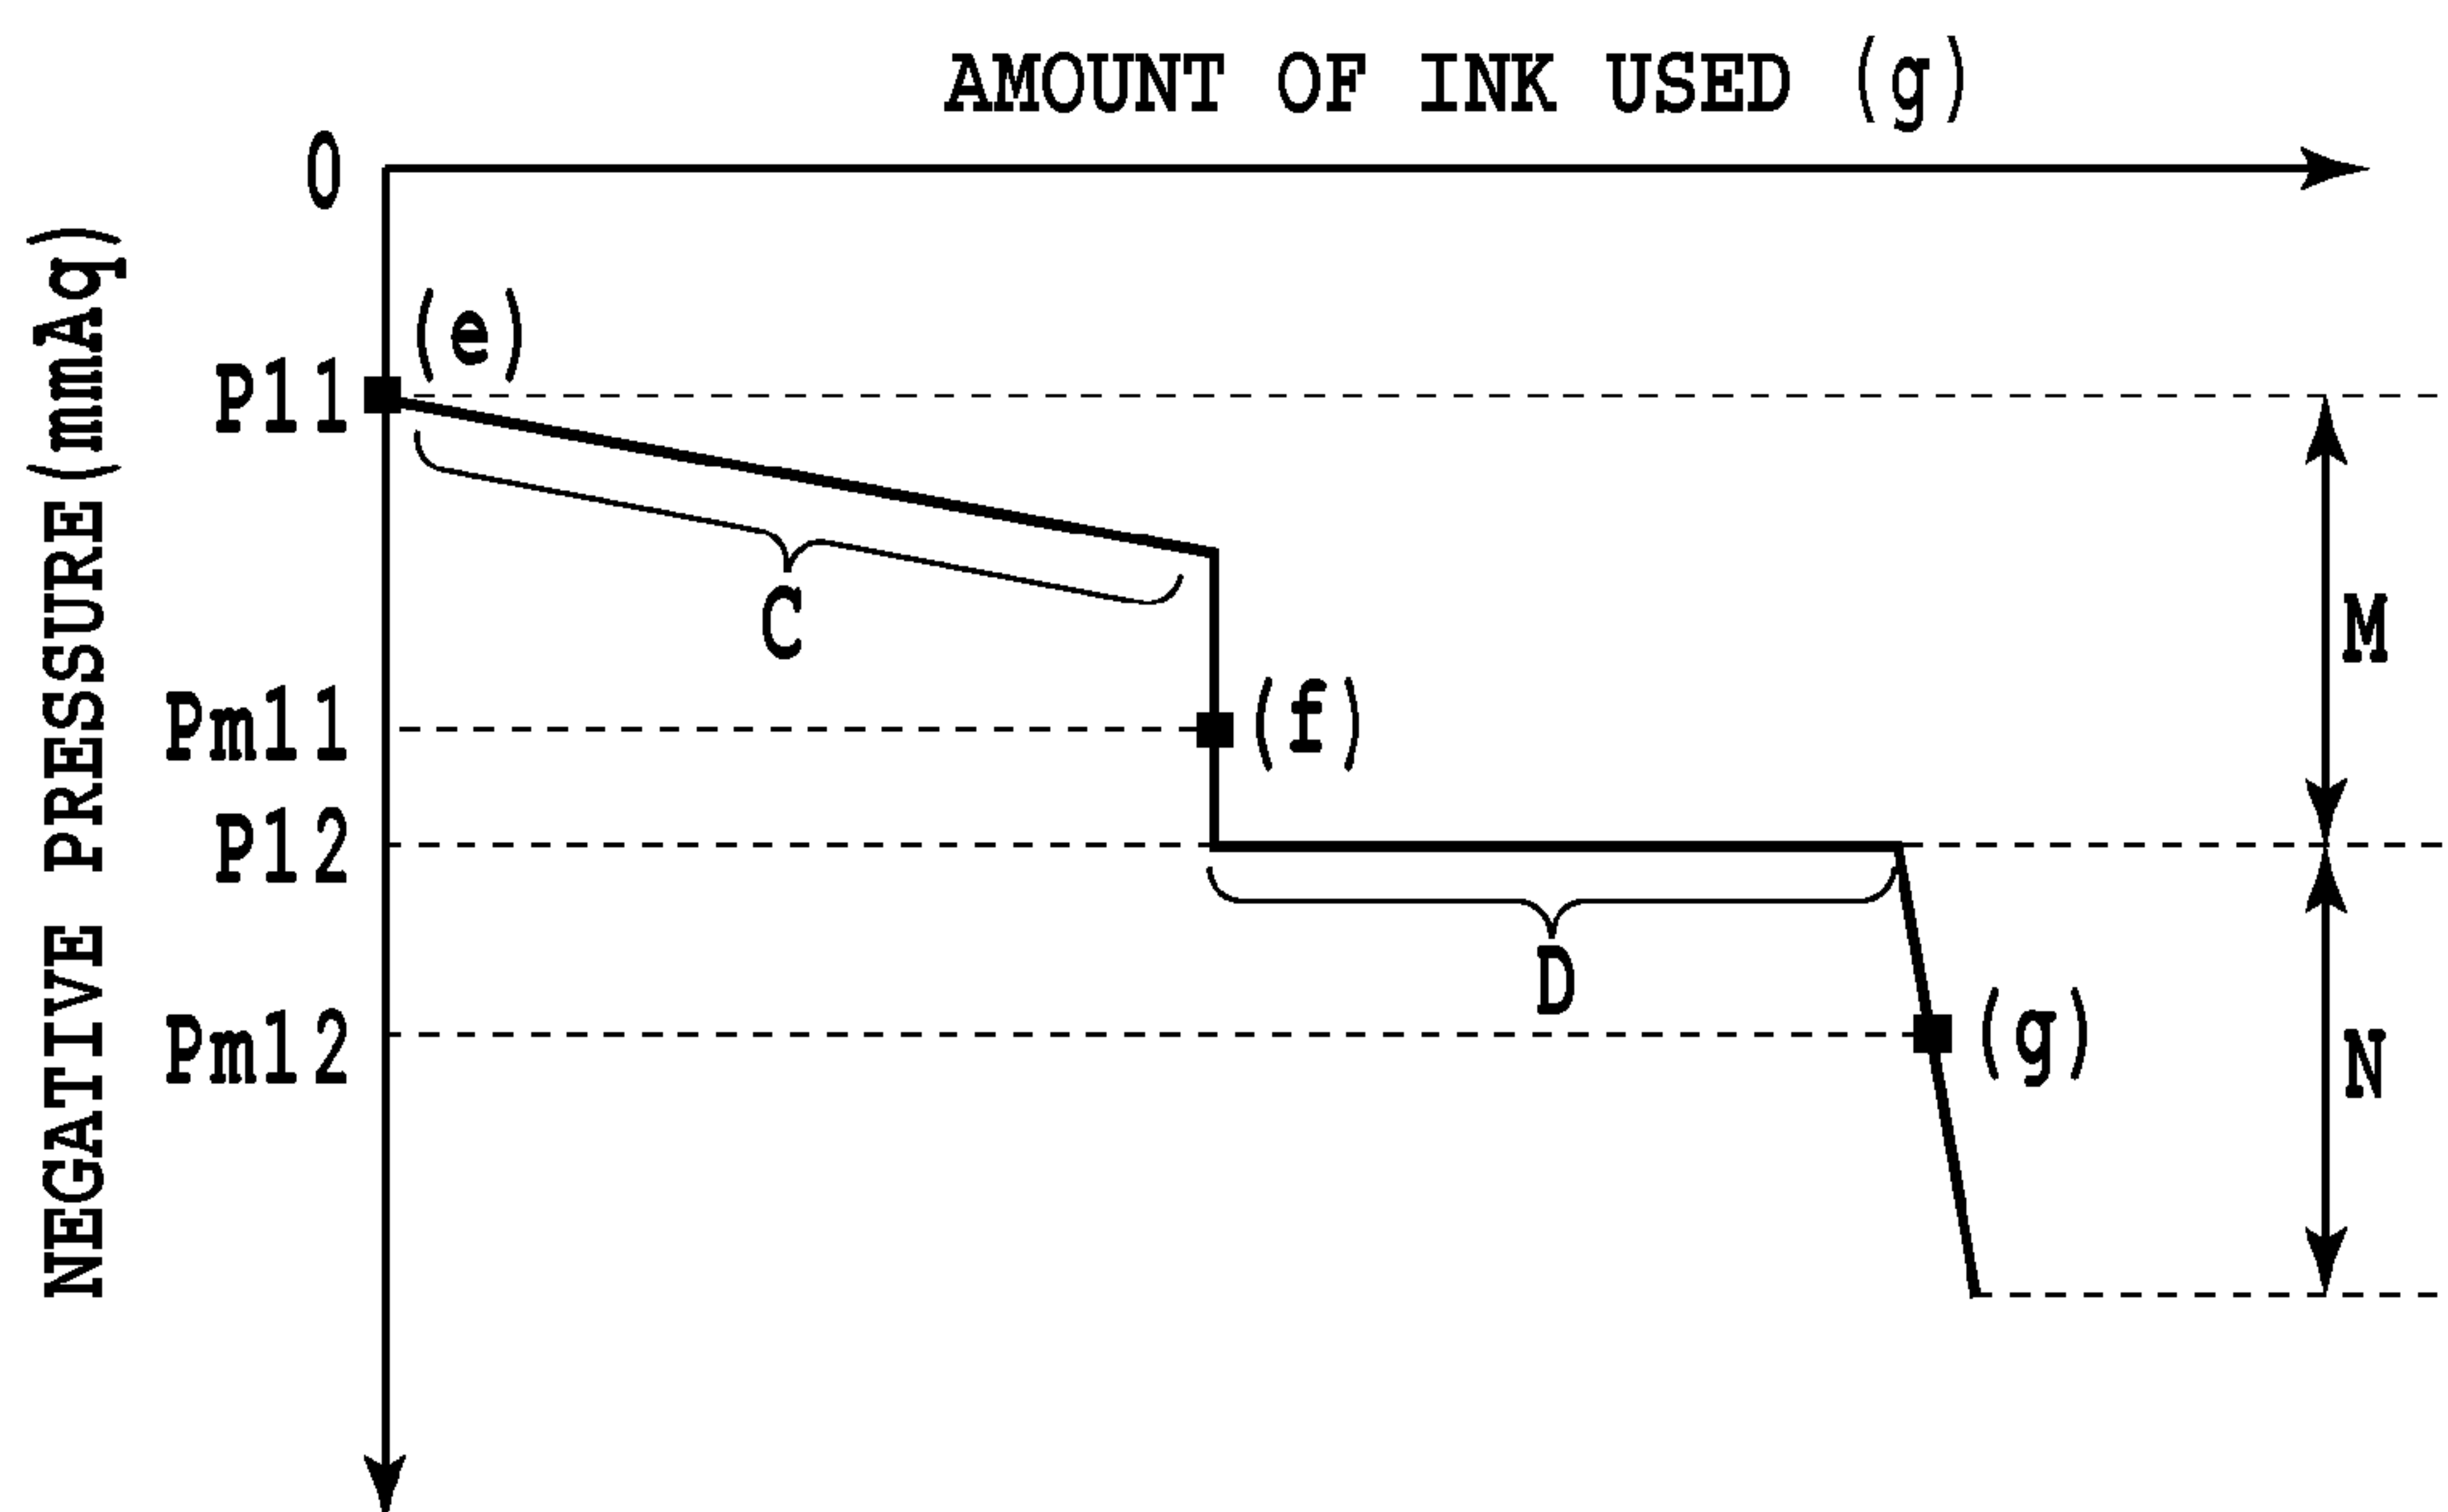 AMOUNT OF INK USED (g)
0
NEGATIVE PRESSURE(mmAq)
(e)
P11
C
M
Pm11
(f)
P12
D
Pm12
(g)
N